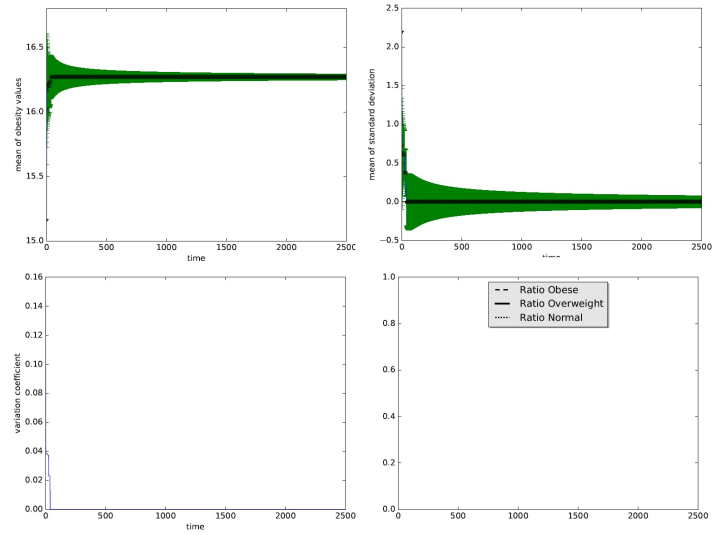 mean of obesity values
16.5
16.0
15.5
15.0
0 500 1000 1500 2000 2500
time
mean of standard deviation
2.5
2.0
1.5
1.0
0.5
0.0
−0.5
0 500 1000 1500 2000 2500
time
variation coefficient
0.16
0.14
0.12
0.10
0.08
0.06
0.04
0.02
0.00
0 500 1000 1500 2000 2500
time
1.0
0.8
0.6
0.4
0.2
0.0
0 500 1000 1500 2000 2500
Ratio Obese
Ratio Overweight
Ratio Normal